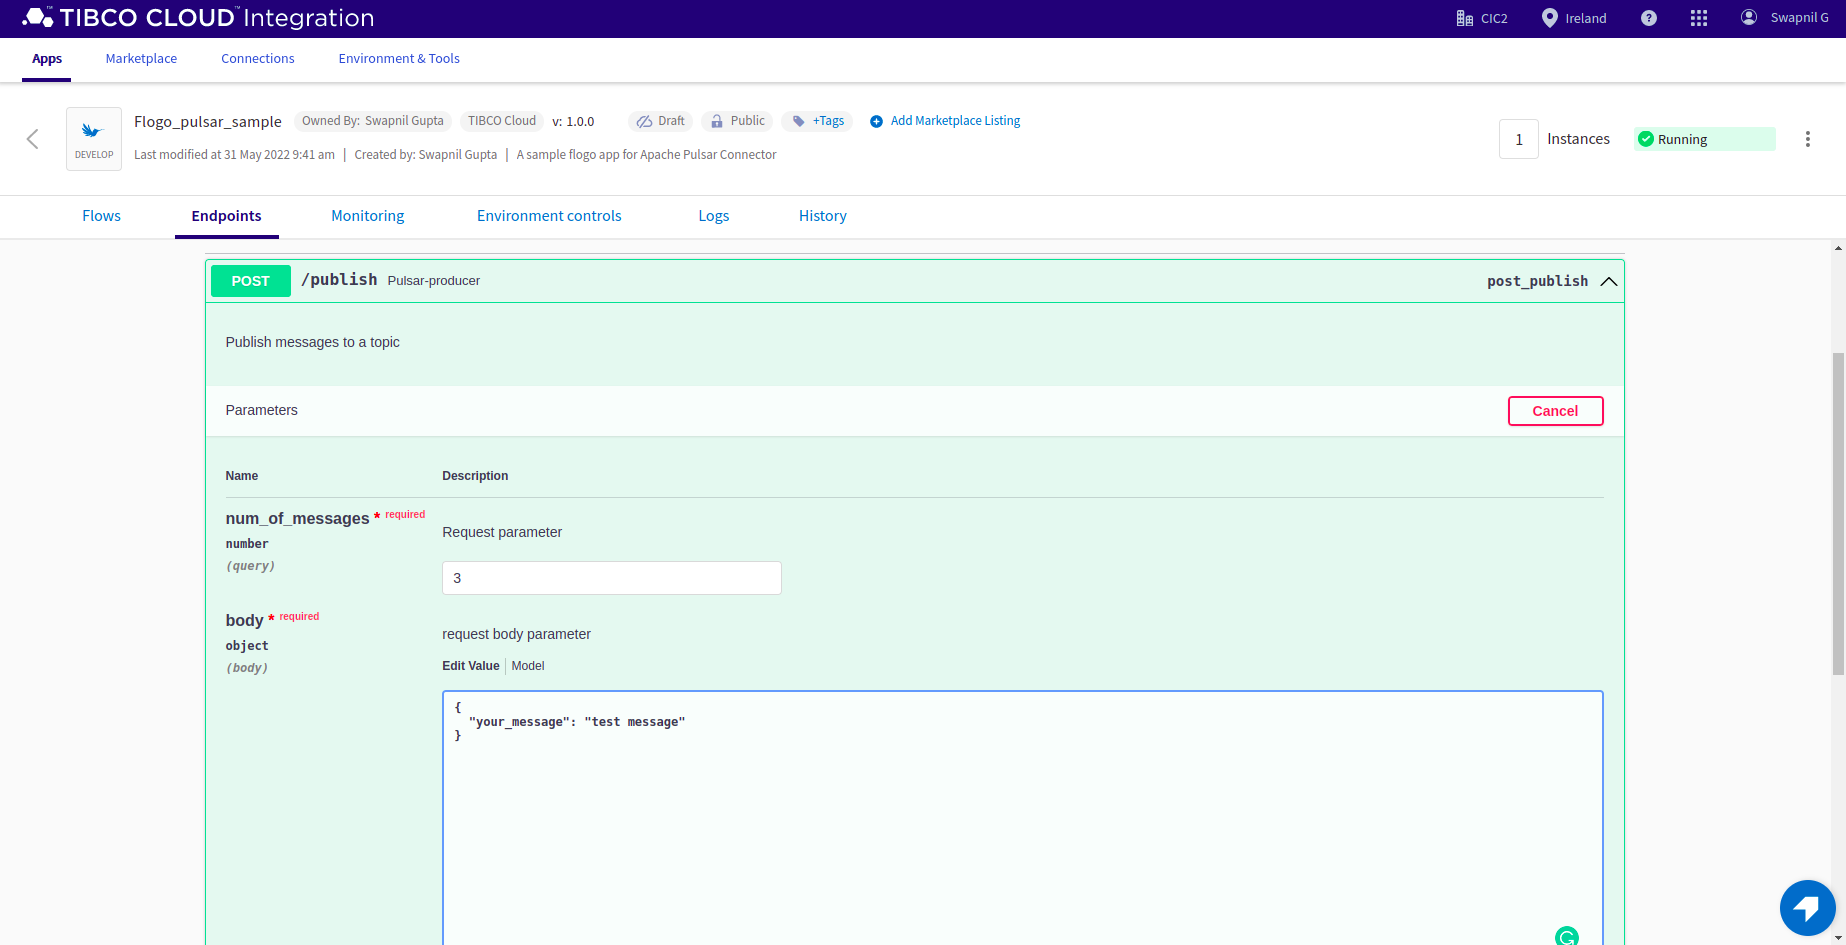 TIBCO CLOUD™ Integration
CIC2
Ireland
?
Swapnil G
Apps
Marketplace
Connections
Environment & Tools
DEVELOP
Flogo_pulsar_sample
Owned By: Swapnil Gupta
TIBCO Cloud
v: 1.0.0
Draft
Public
+Tags
Add Marketplace Listing
Last modified at 31 May 2022 9:41 am | Created by: Swapnil Gupta | A sample flogo app for Apache Pulsar Connector
1
Instances
Running
Flows
Endpoints
Monitoring
Environment controls
Logs
History
POST
/publish
Pulsar-producer
post_publish
Publish messages to a topic
Parameters
Cancel
Name
Description
num_of_messages * required
number
(query)
Request parameter
3
body * required
object
(body)
request body parameter
Edit Value | Model
{
"your_message": "test message"
}